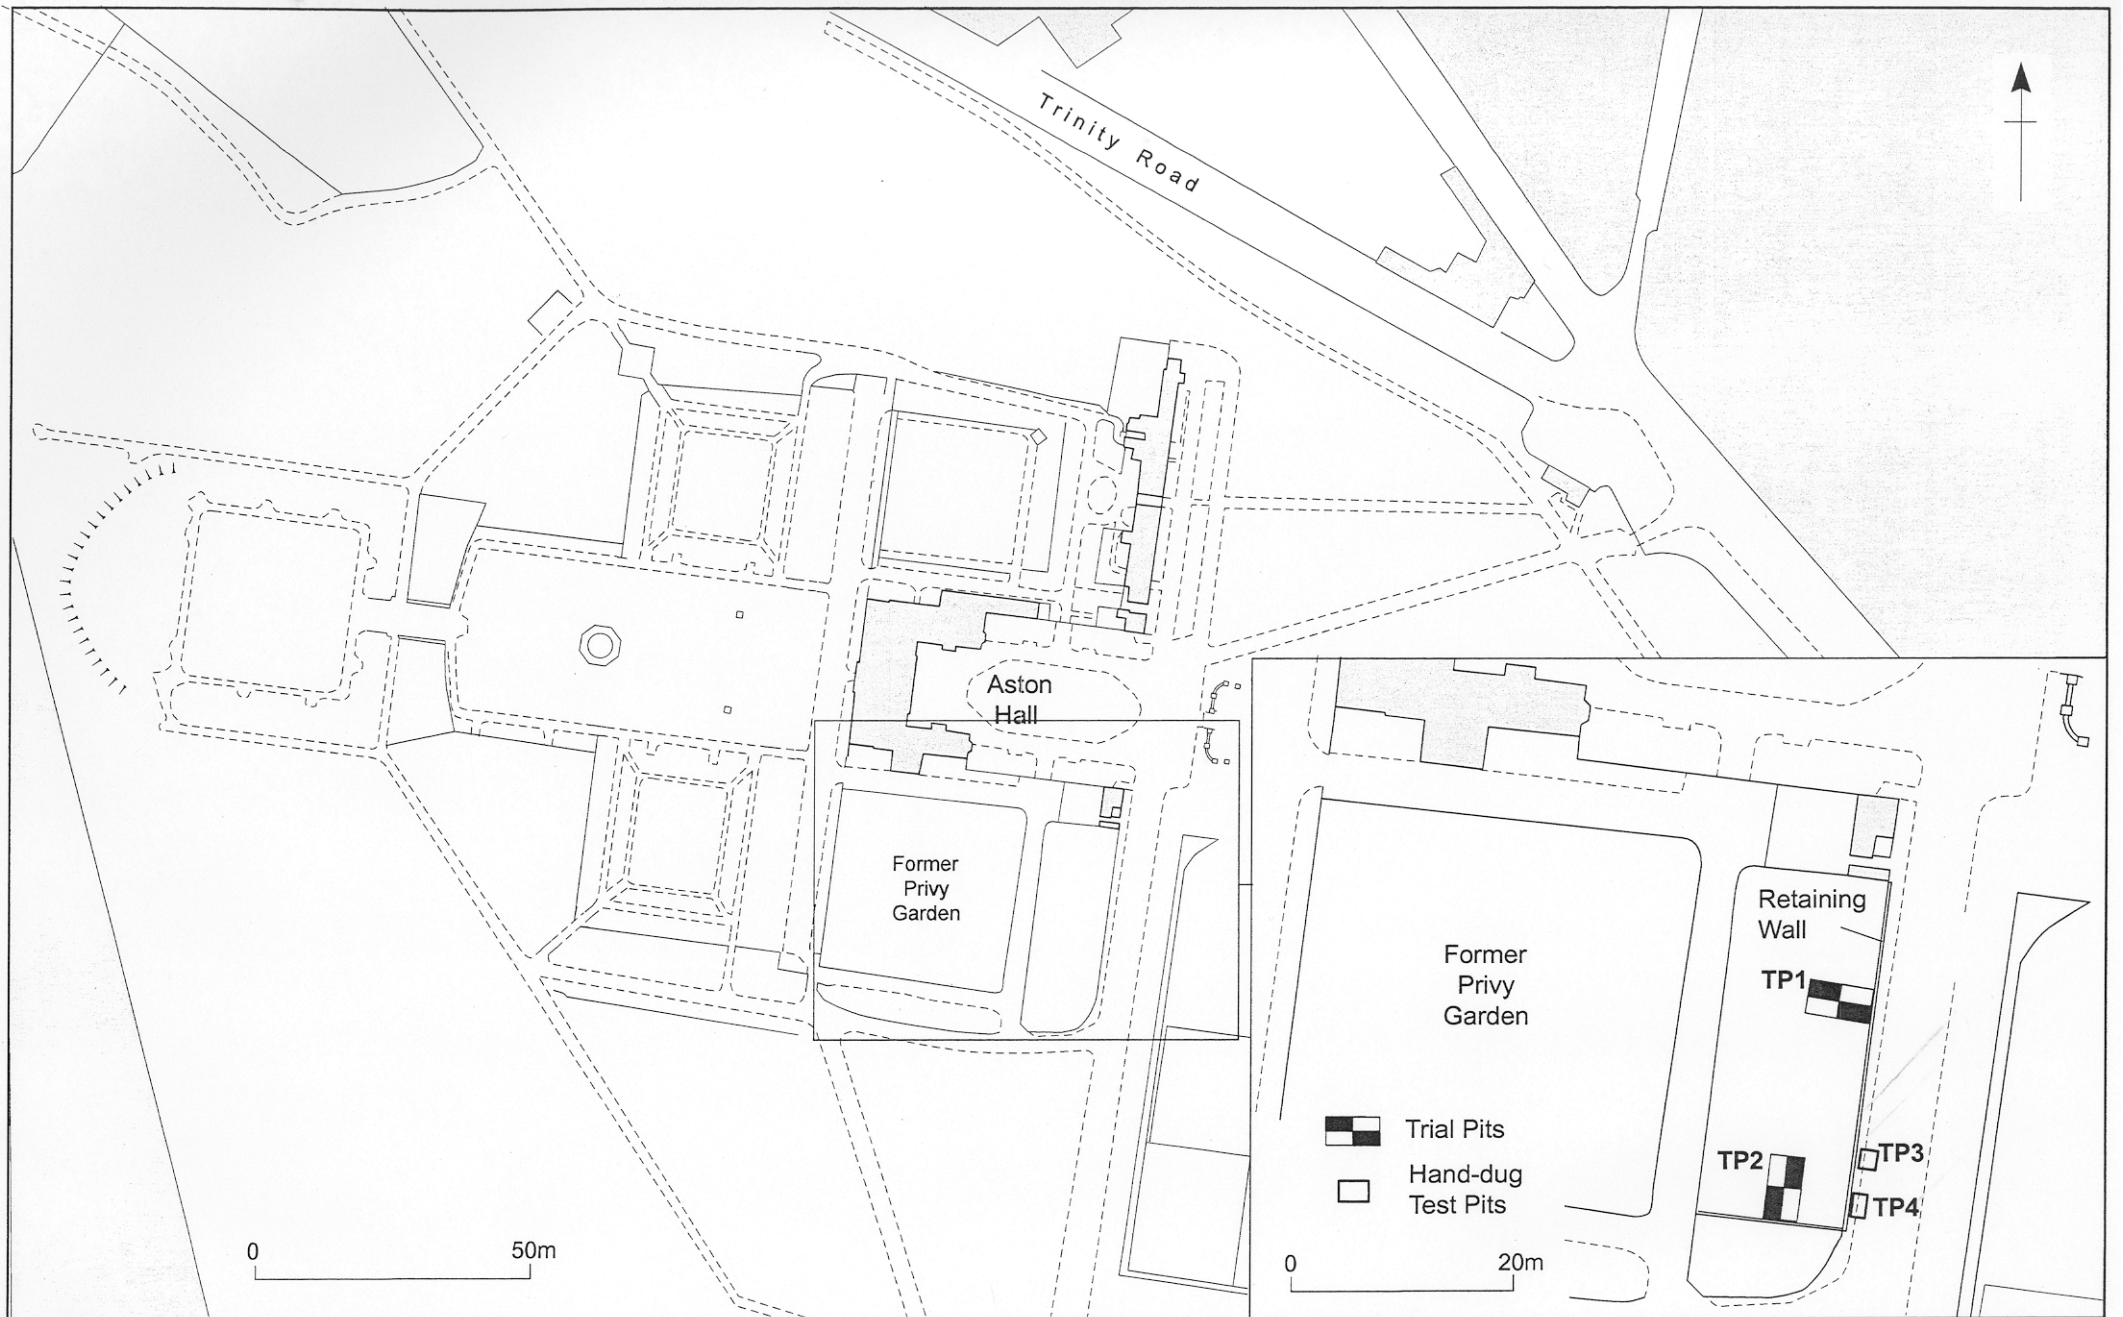 Trinity Road
Aston
Hall
Former
Privy
Garden
0 50m
Retaining
Wall
TP1
Former
Privy
Garden
Trial Pits
Hand-dug
Test Pits
TP2
TP3
TP4
0 20m